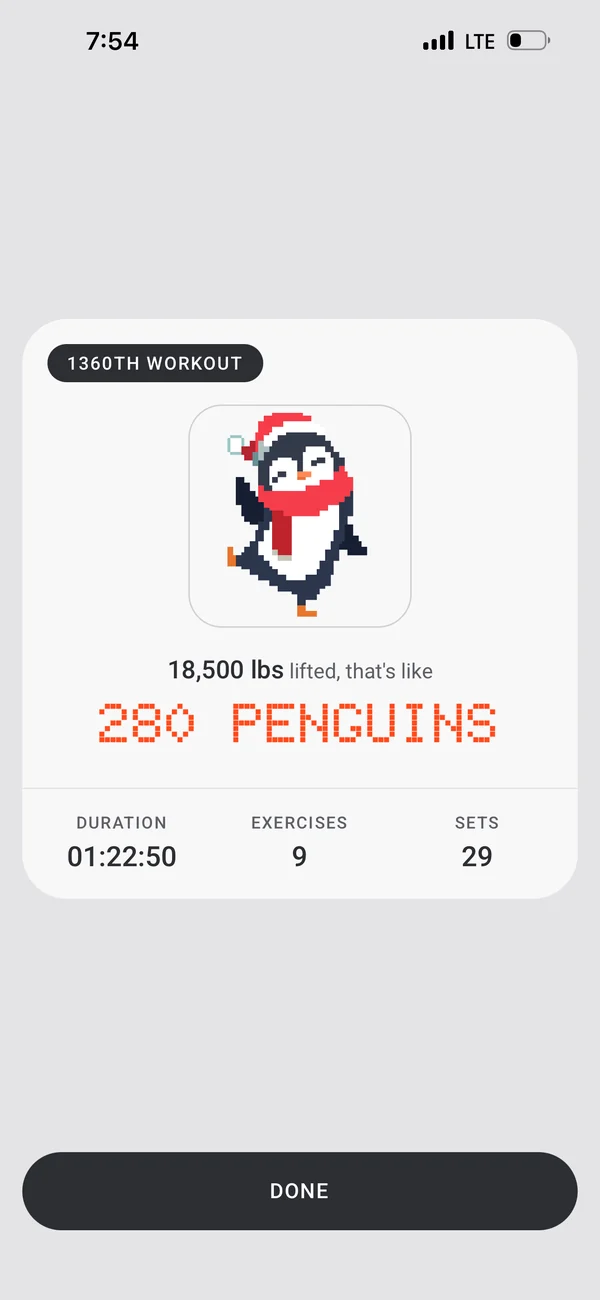 7:54 LTE
1360TH WORKOUT
18,500 lbs lifted, that's like
280 PENGUINS
DURATION EXERCISES SETS
01:22:50 9 29
DONE